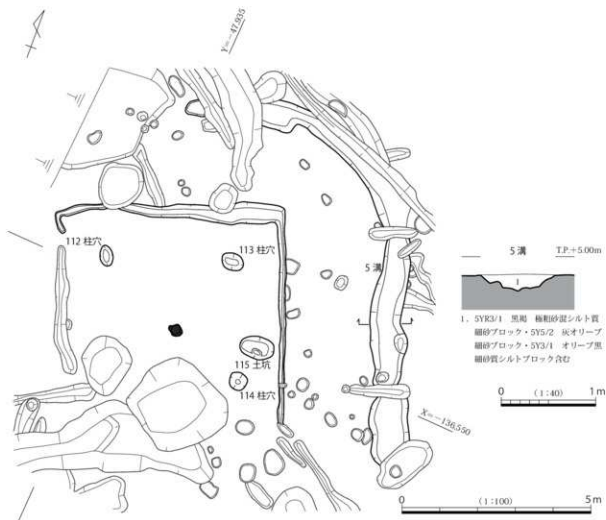 Y=-47,935
112 柱穴
113 柱穴
115 土坑
114 柱穴
5溝
X=-136,550
5 溝
T.P.+5.00m
1
1. 5YR3/1 黒褐 極粗砂混シルト質
細砂ブロック・5Y5/2 灰オリーブ
細砂ブロック・5Y3/1 オリーブ黒
細砂質シルトブロック含む
0 (1:40) 1m
0 (1:100) 5m